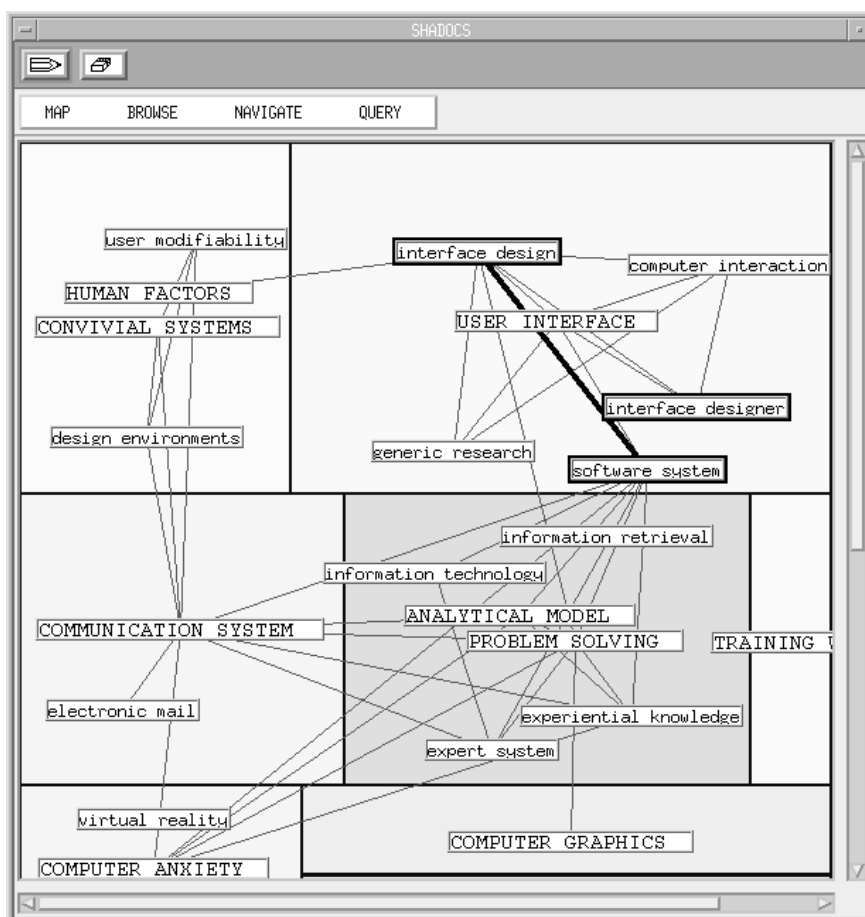 SHADOCS
MAP BROWSE NAVIGATE QUERY
user modifiability
interface design
computer interaction
HUMAN FACTORS
CONVIVIAL SYSTEMS
USER INTERFACE
interface designer
design environments
generic research
software system
information retrieval
information technology
ANALYTICAL MODEL
COMMUNICATION SYSTEM
PROBLEM SOLVING
TRAINING
electronic mail
experiential knowledge
expert system
virtual reality
COMPUTER GRAPHICS
COMPUTER ANXIETY